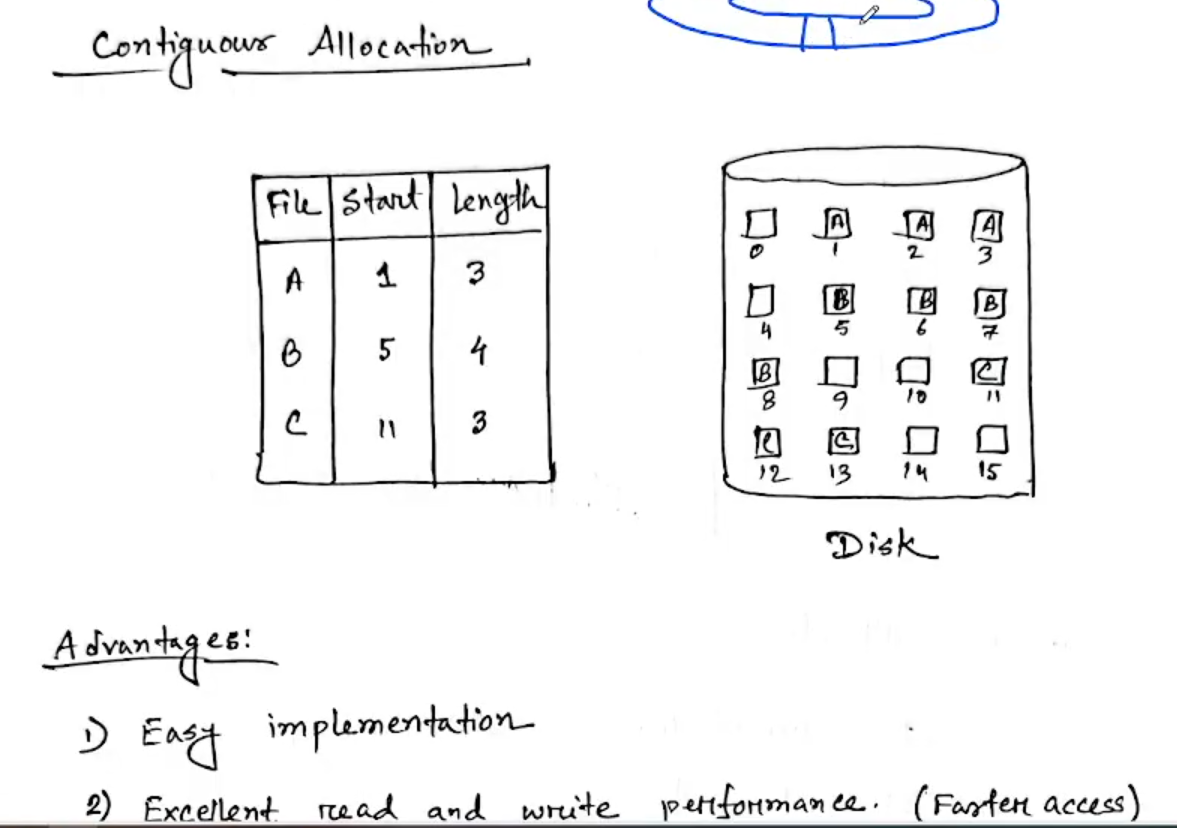 Contiguous Allocation
File Start Length
A 1 3
B 5 4
C 11 3
A A A
0 1 2 3
B B B
4 5 6 7
B C
8 9 10 11
C C
12 13 14 15
Disk
Advantages:
1) Easy implementation
2) Excellent read and write performance. (Faster access)